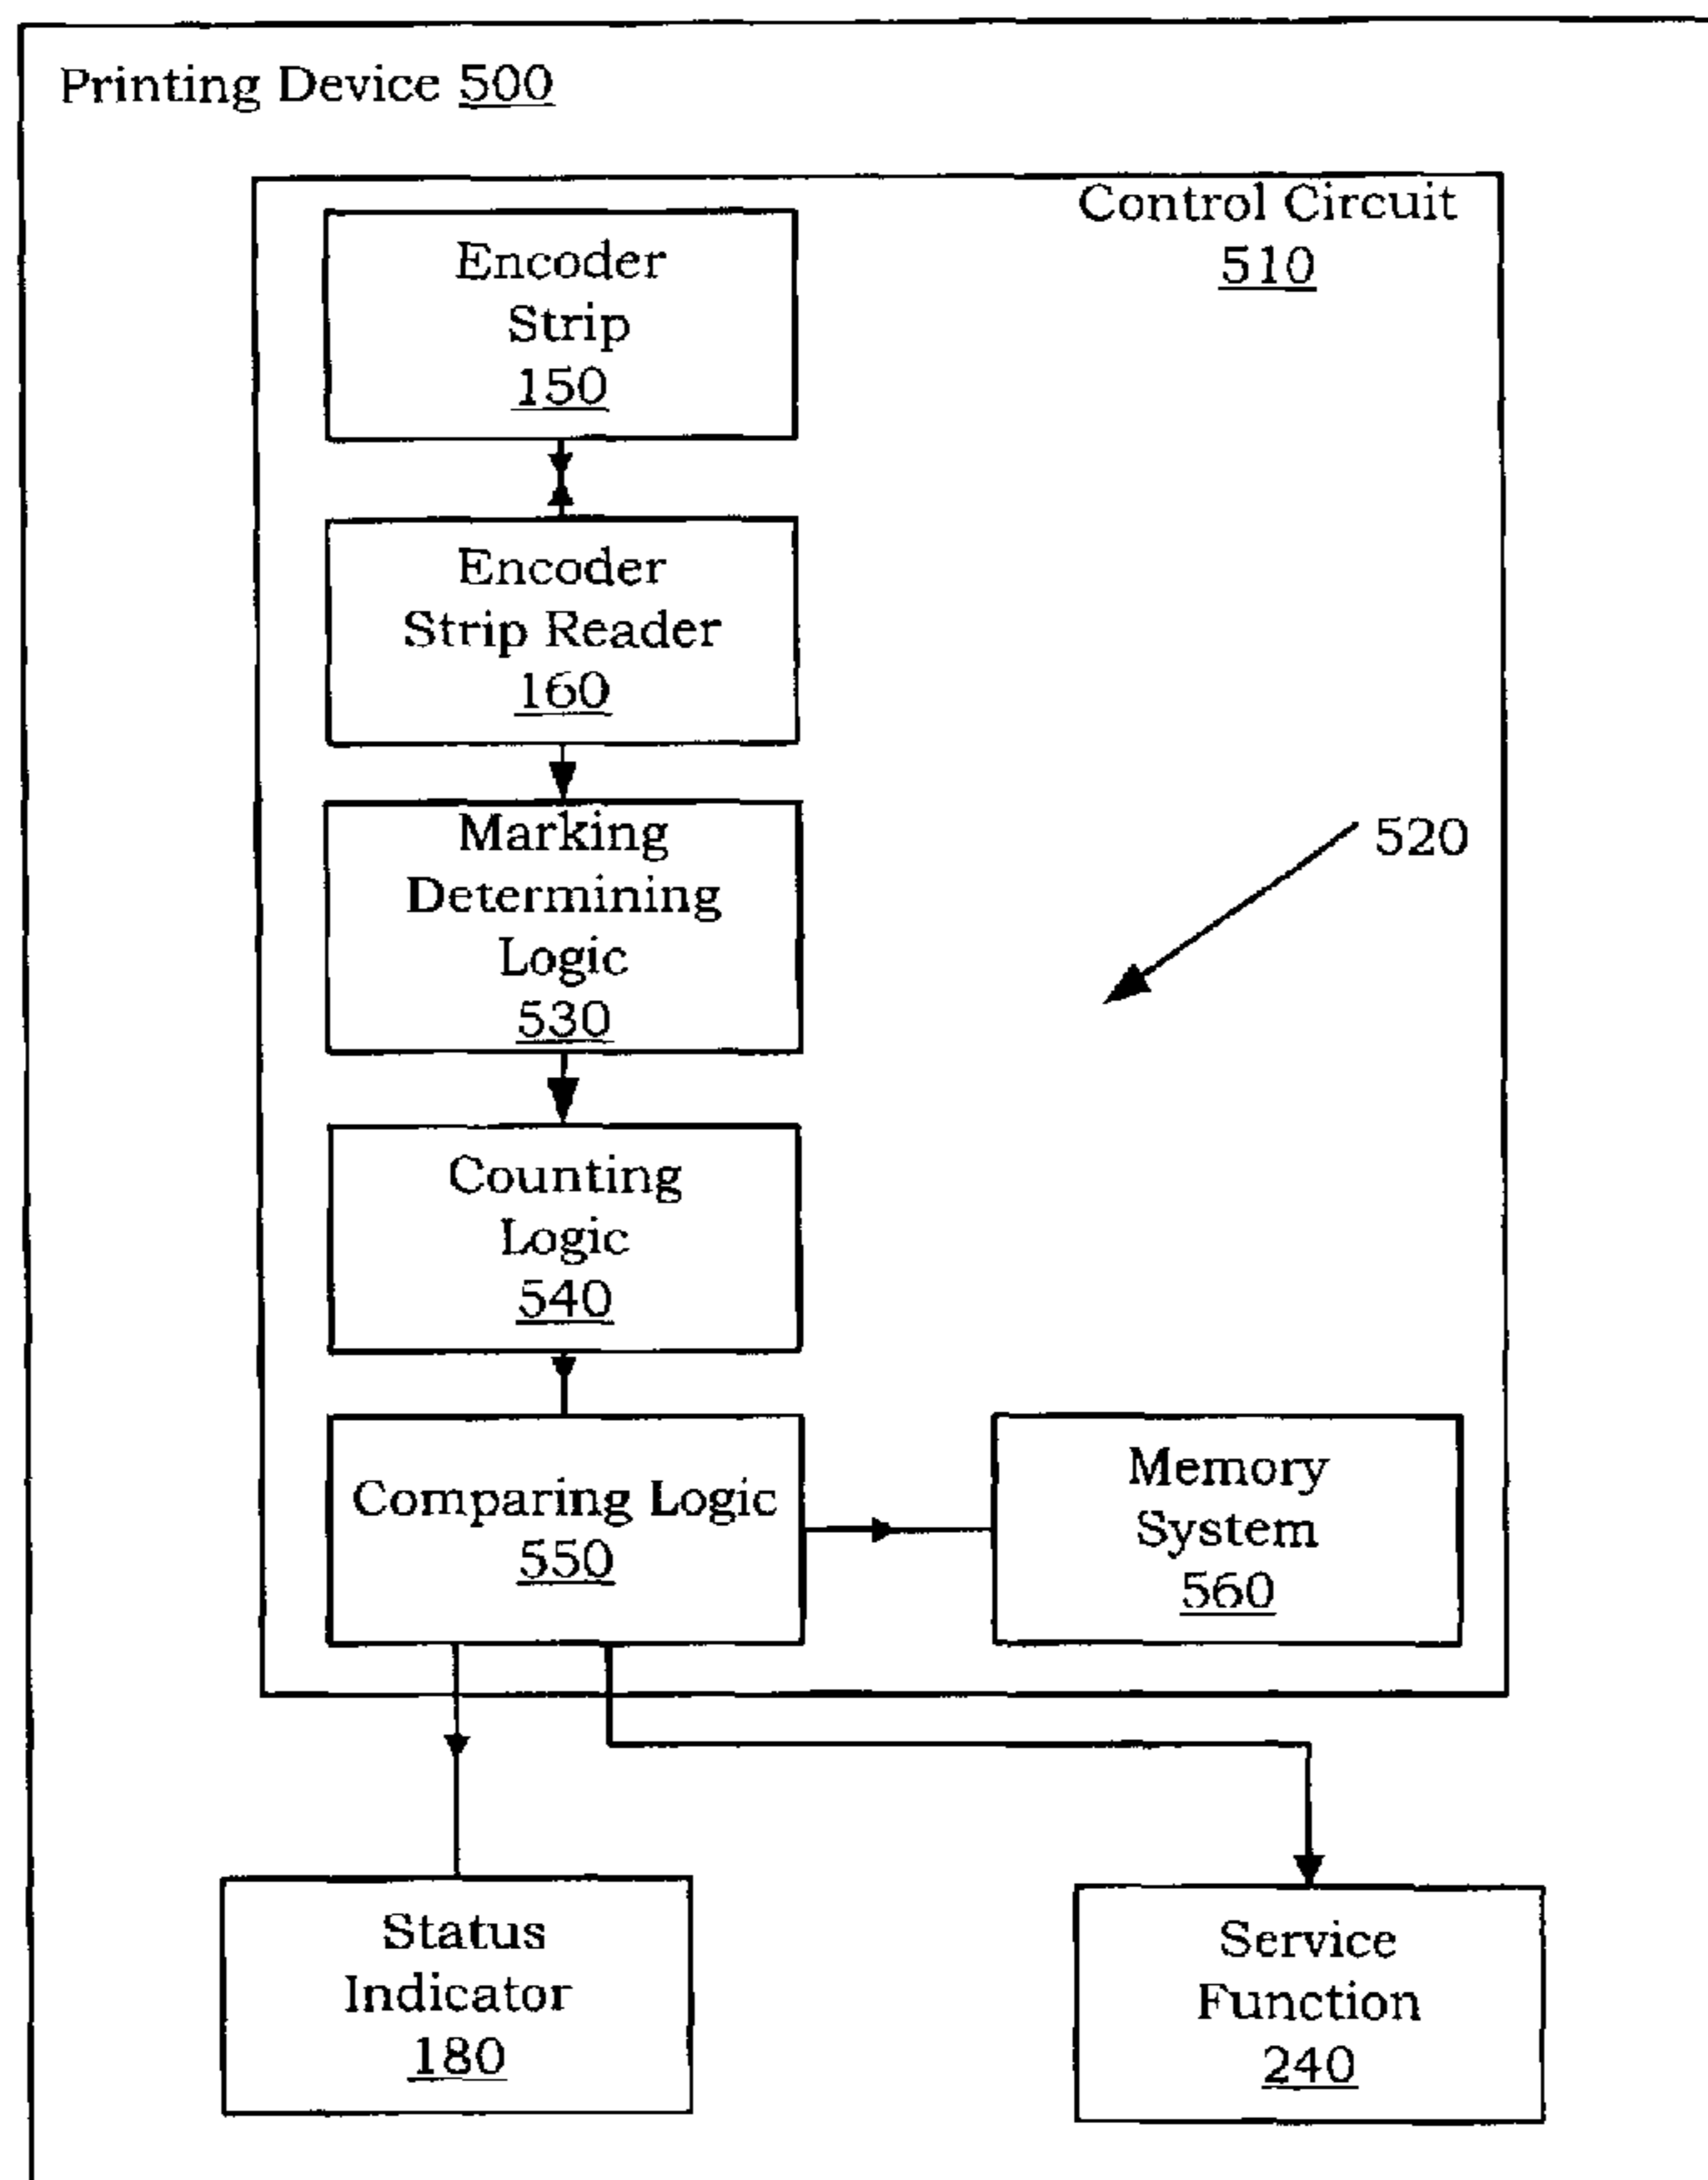 Printing Device 500
Control Circuit
510
Encoder
Strip
150
Encoder
Strip Reader
160
Marking
Determining
Logic
530
520
Counting
Logic
540
Comparing Logic
550
Memory
System
560
Status
Indicator
180
Service
Function
240